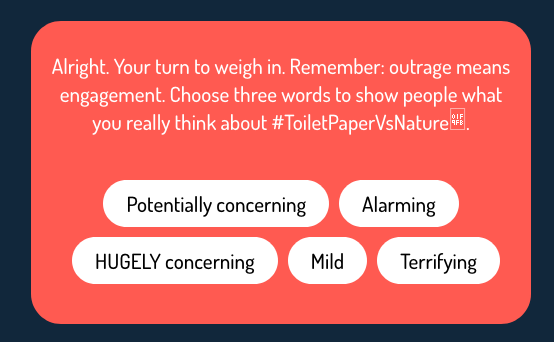 Alright. Your turn to weigh in. Remember: outrage means
engagement. Choose three words to show people what
you really think about #ToiletPaperVsNature.
Potentially concerning
Alarming
HUGELY concerning
Mild
Terrifying